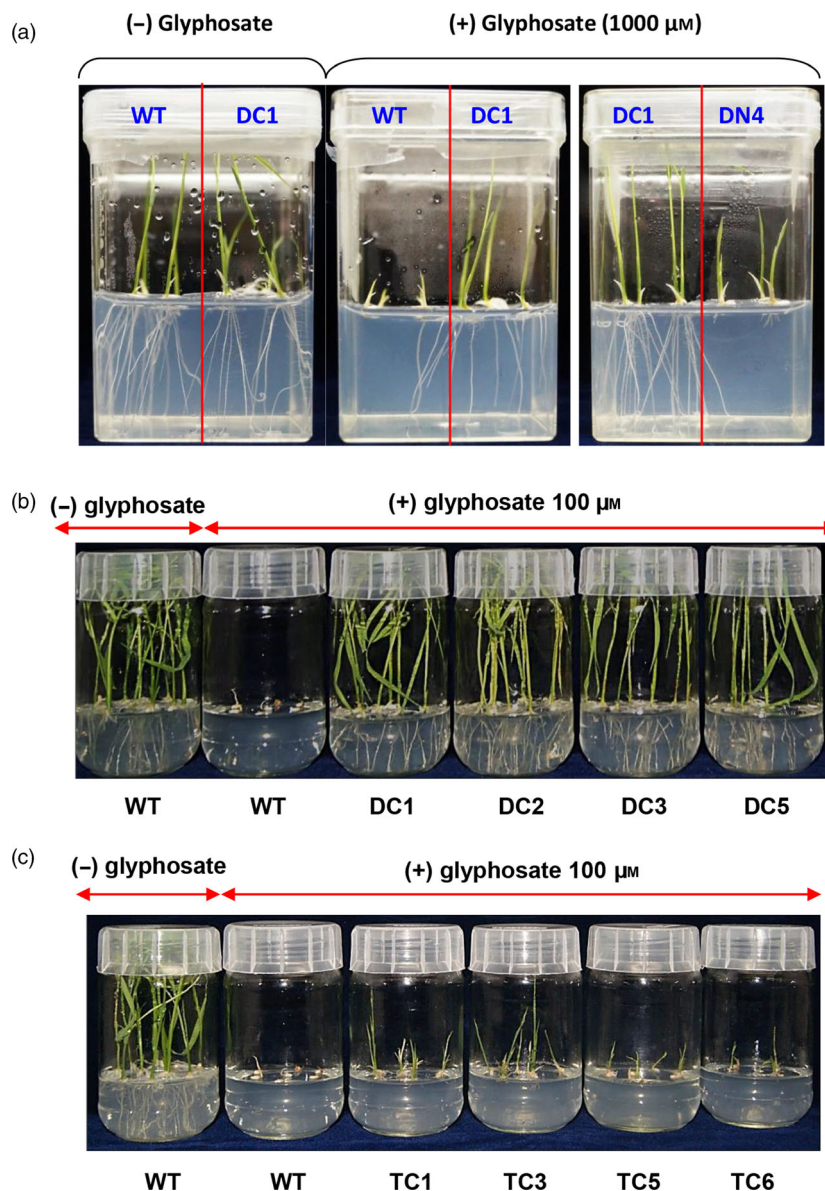 (a)
(–) Glyphosate (+) Glyphosate (1000 µM)
WT DC1 WT DC1 DC1 DN4
(b)
(–) glyphosate (+) glyphosate 100 µM
WT WT DC1 DC2 DC3 DC5
(c)
(–) glyphosate (+) glyphosate 100 µM
WT WT TC1 TC3 TC5 TC6